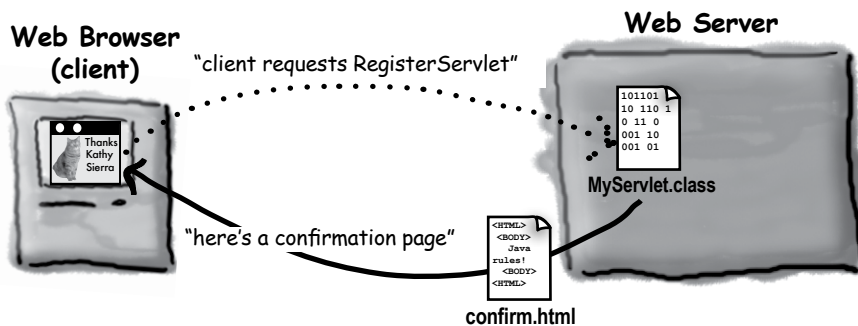 Web Browser
(client)
Web Server
“client requests RegisterServlet”
Thanks
Kathy
Sierra
101101
10 110 1
0 11 0
001 10
001 01
MyServlet.class
“here’s a confirmation page”
<HTML>
<BODY>
Java
rules!
<BODY>
<HTML>
confirm.html